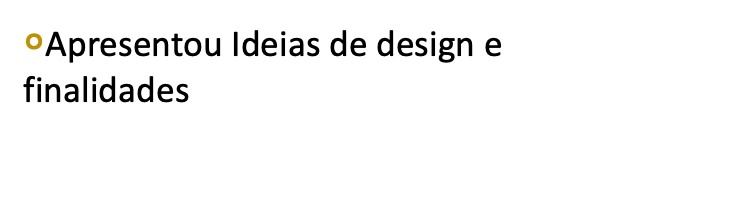 Apresentou Ideias de design e
finalidades